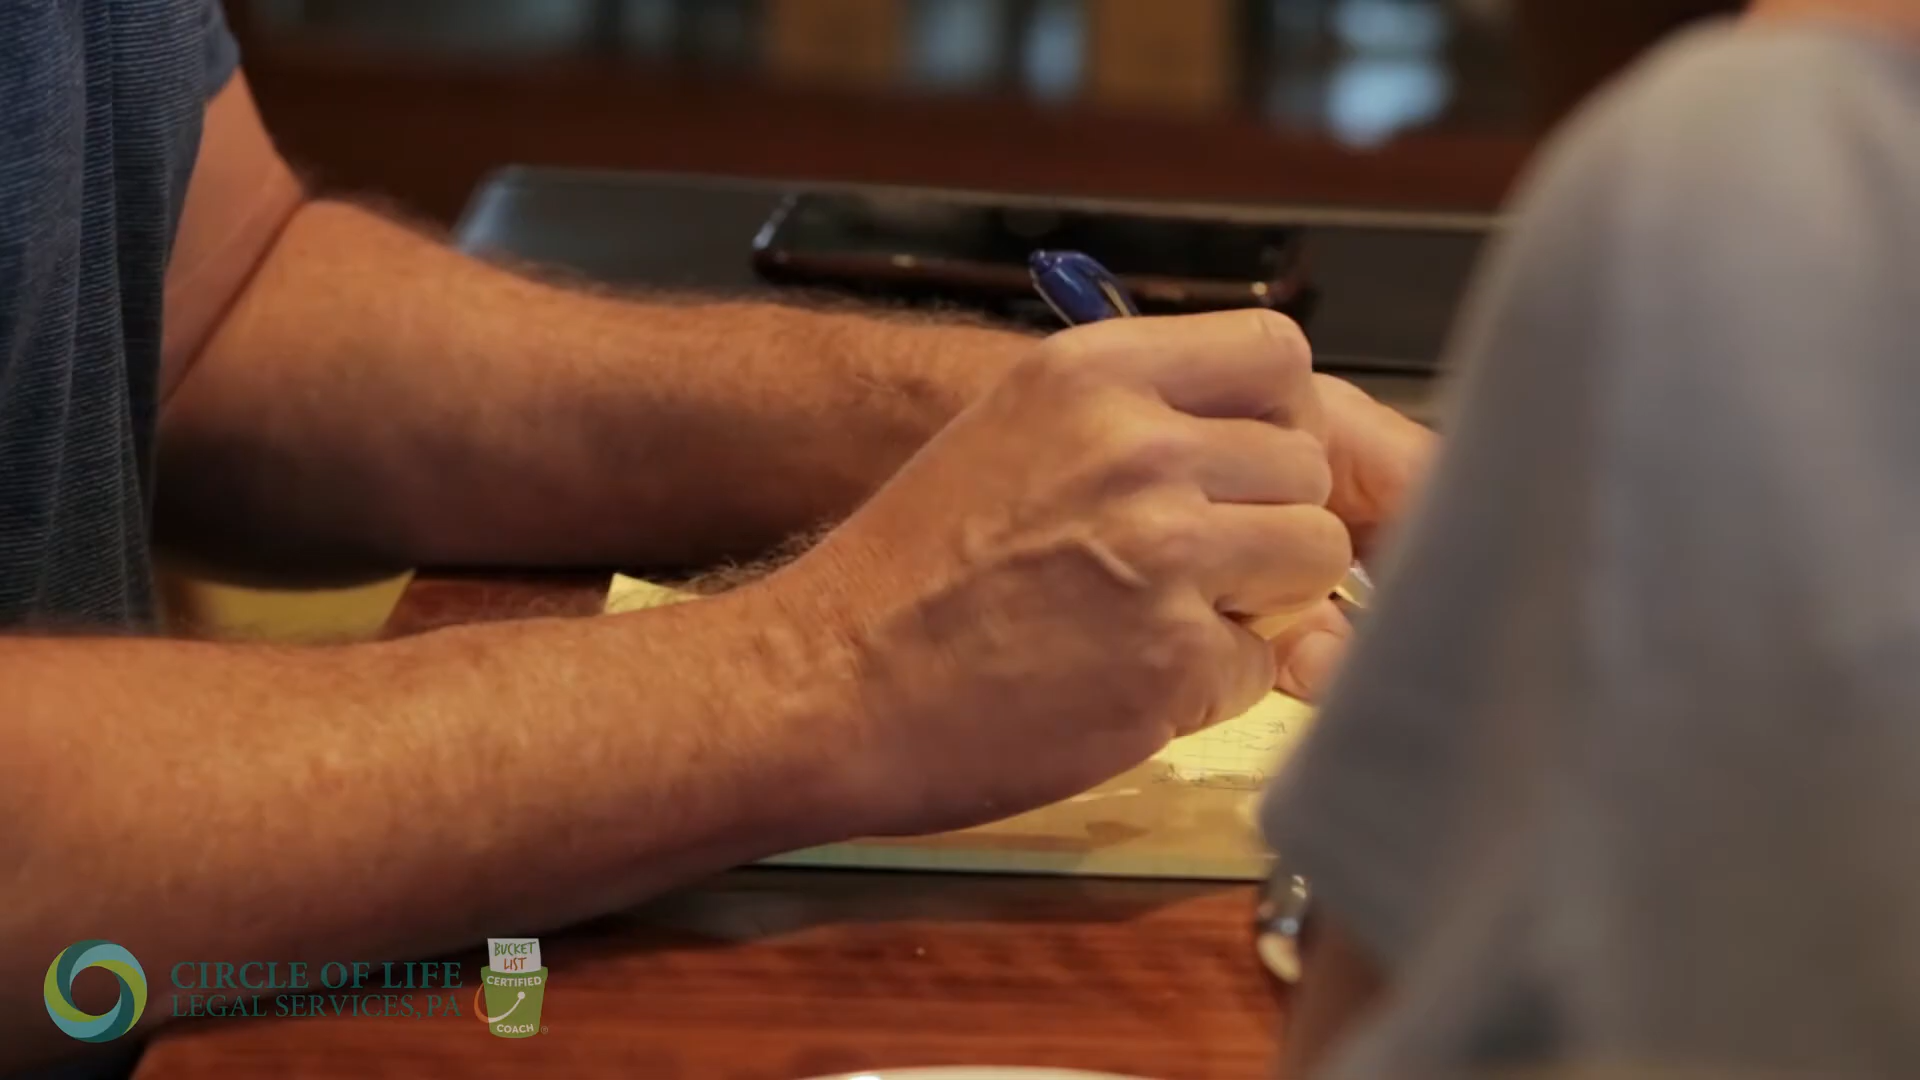 CIRCLE OF LIFE
LEGAL SERVICES, PA
BUCKET
LIST
CERTIFIED
COACH®